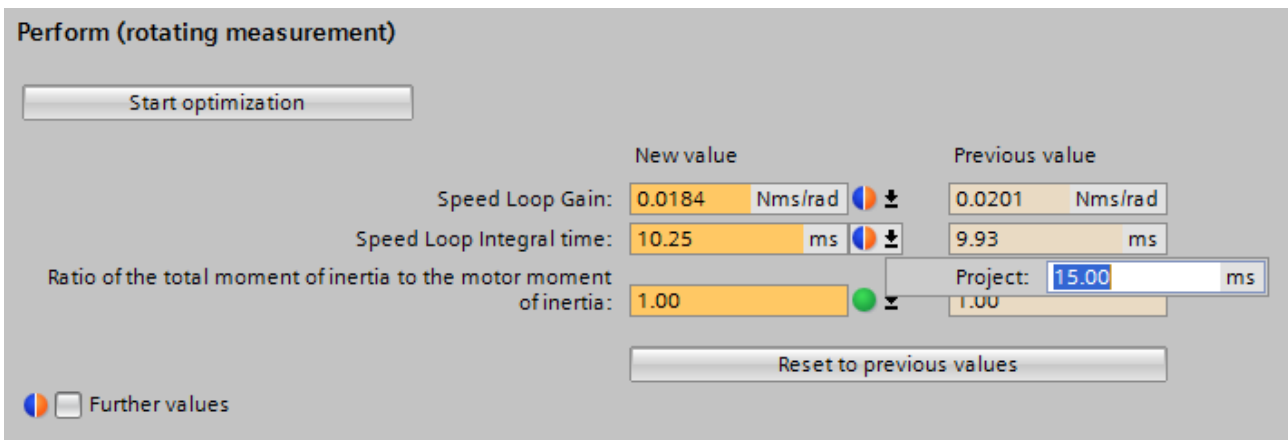 Perform (rotating measurement)
Start optimization
New value Previous value
Speed Loop Gain: 0.0184 Nms/rad 0.0201 Nms/rad
Speed Loop Integral time: 10.25 ms 9.93 ms
Project: 15.00 ms
Ratio of the total moment of inertia to the motor moment
of inertia: 1.00 1.00
Reset to previous values
Further values